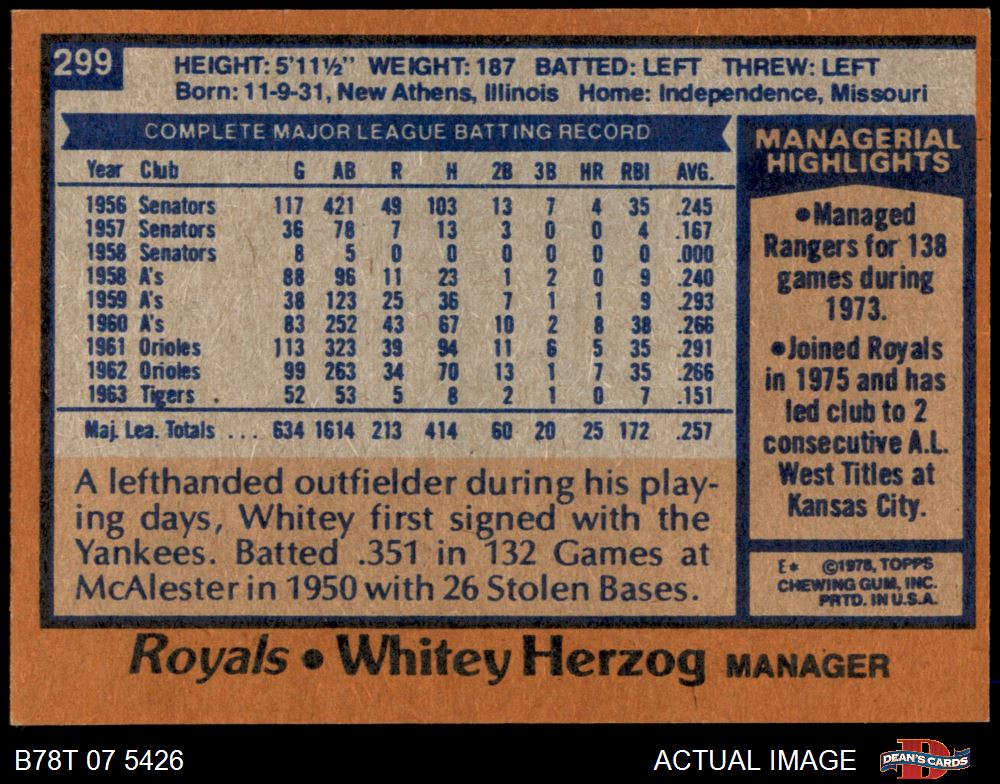 299
HEIGHT: 5'11½" WEIGHT: 187 BATTED: LEFT THREW: LEFT
Born: 11-9-31, New Athens, Illinois Home: Independence, Missouri
COMPLETE MAJOR LEAGUE BATTING RECORD
Year Club G AB R H 2B 3B HR RBI AVG.
1956 Senators 117 421 49 103 13 7 4 35 .245
1957 Senators 36 78 7 13 3 0 0 4 .167
1958 Senators 8 5 0 0 0 0 0 0 .000
1958 A's 88 96 11 23 1 2 0 9 .240
1959 A's 38 123 25 36 7 1 1 9 .293
1960 A's 83 252 43 67 10 2 8 38 .266
1961 Orioles 113 323 39 94 11 6 5 35 .291
1962 Orioles 99 263 34 70 13 1 7 35 .266
1963 Tigers 52 53 5 8 2 1 0 7 .151
Maj. Lea. Totals ... 634 1614 213 414 60 20 25 172 .257
A lefthanded outfielder during his play-
ing days, Whitey first signed with the
Yankees. Batted .351 in 132 Games at
McAlester in 1950 with 26 Stolen Bases.
MANAGERIAL
HIGHLIGHTS
•Managed
Rangers for 138
games during
1973.
•Joined Royals
in 1975 and has
led club to 2
consecutive A.L.
West Titles at
Kansas City.
E* ©1978, TOPPS
CHEWING GUM, INC.
PRTD. IN U.S.A.
Royals • Whitey Herzog MANAGER
B78T 07 5426 ACTUAL IMAGE DEAN'S CARDS